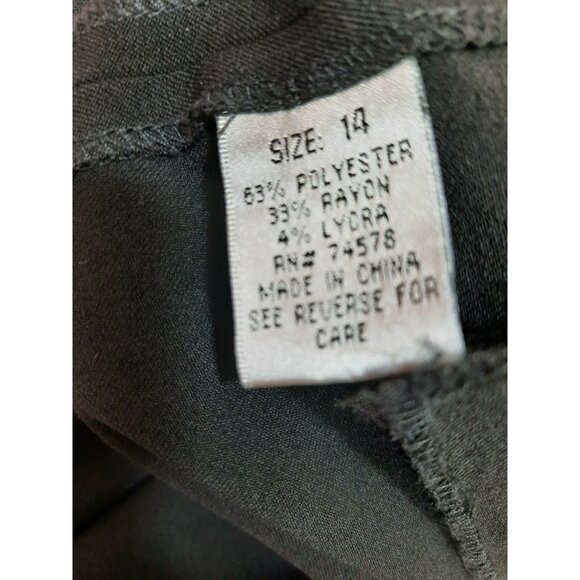 SIZE: 14
63% POLYESTER
33% RAYON
4% LYCRA
RN# 74578
MADE IN CHINA
SEE REVERSE FOR
CARE